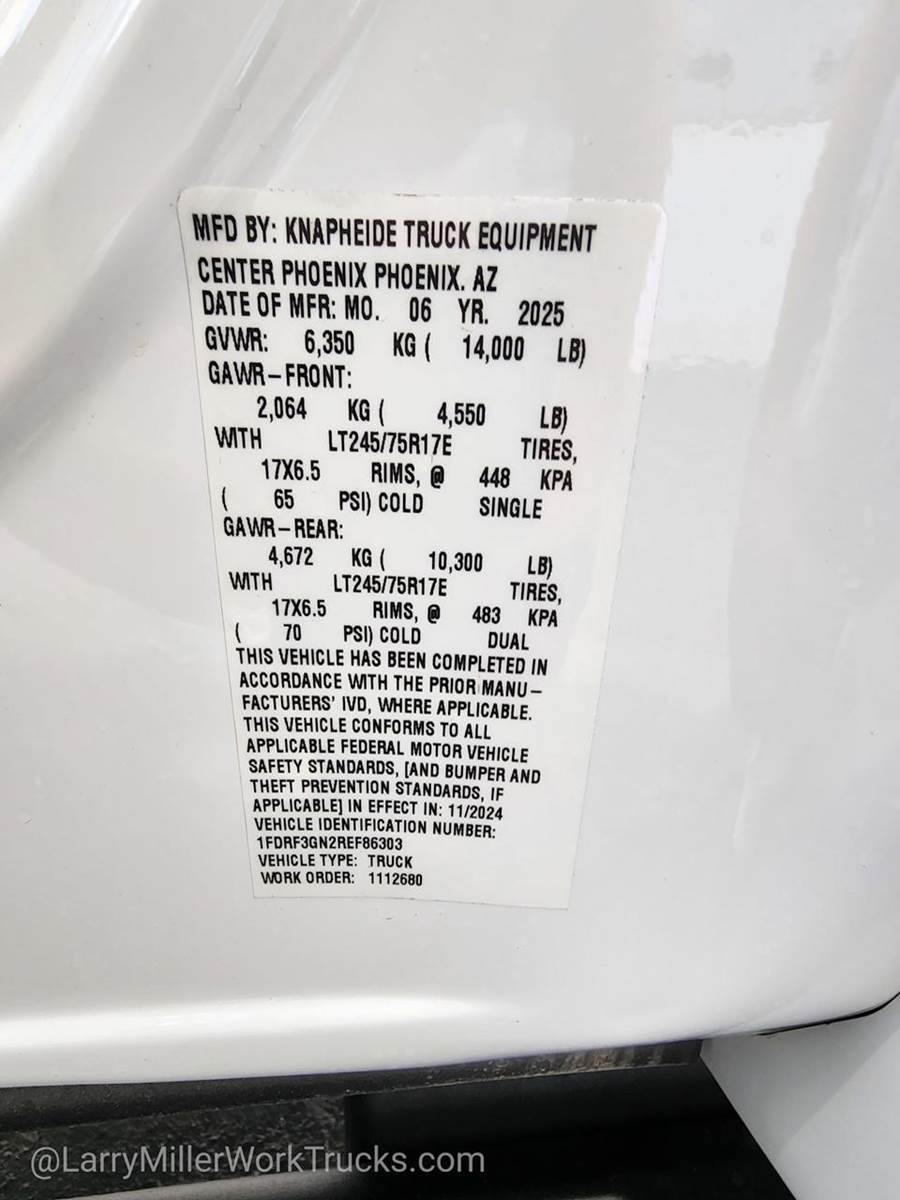 MFD BY: KNAPHEIDE TRUCK EQUIPMENT
CENTER PHOENIX PHOENIX. AZ
DATE OF MFR: MO. 06 YR. 2025
GVWR: 6,350 KG ( 14,000 LB)
GAWR-FRONT:
2,064 KG ( 4,550 LB)
WITH LT245/75R17E TIRES,
17X6.5 RIMS, @ 448 KPA
( 65 PSI) COLD SINGLE
GAWR-REAR:
4,672 KG ( 10,300 LB)
WITH LT245/75R17E TIRES,
17X6.5 RIMS, @ 483 KPA
( 70 PSI) COLD DUAL
THIS VEHICLE HAS BEEN COMPLETED IN
ACCORDANCE WITH THE PRIOR MANU-
FACTURERS' IVD, WHERE APPLICABLE.
THIS VEHICLE CONFORMS TO ALL
APPLICABLE FEDERAL MOTOR VEHICLE
SAFETY STANDARDS, [AND BUMPER AND
THEFT PREVENTION STANDARDS, IF
APPLICABLE] IN EFFECT IN: 11/2024
VEHICLE IDENTIFICATION NUMBER:
1FDRF3GN2REF86303
VEHICLE TYPE: TRUCK
WORK ORDER: 1112680
@LarryMillerWorkTrucks.com